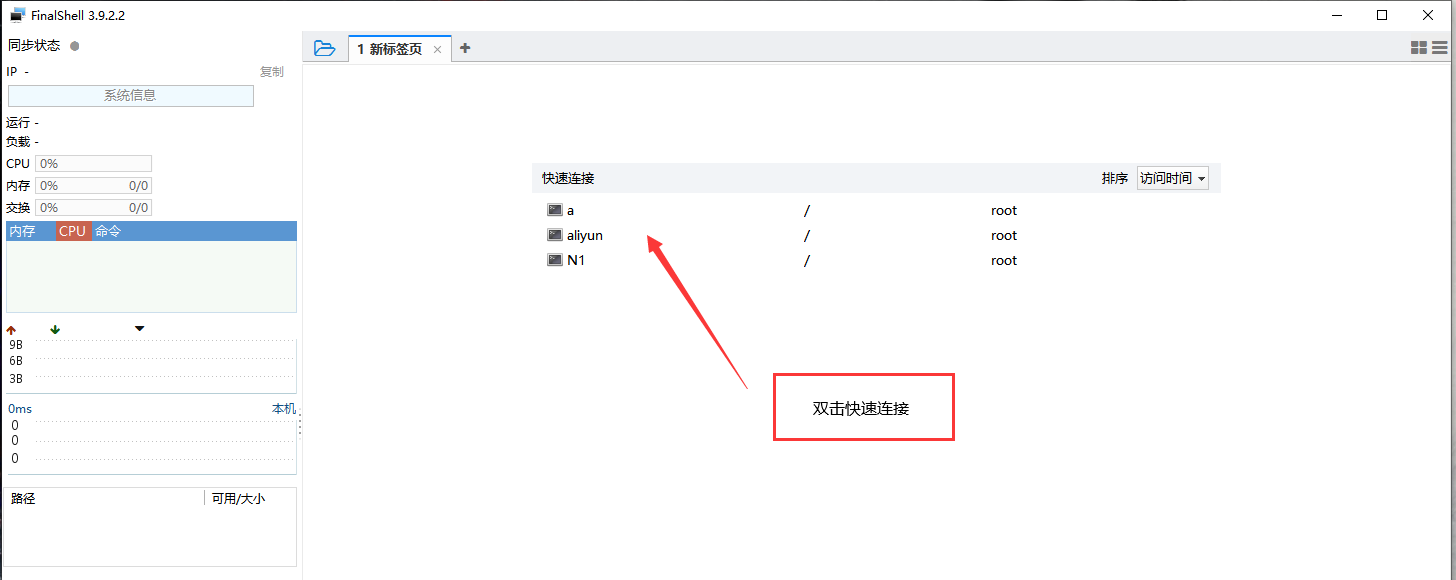 FinalShell 3.9.2.2
同步状态
1 新标签页
IP -
复制
系统信息
运行 -
负载 -
CPU 0%
内存 0% 0/0
交换 0% 0/0
内存 CPU 命令
9B
6B
3B
0ms 本机
0
0
0
路径 可用/大小
快速连接 排序 访问时间
a / root
aliyun / root
N1 / root
双击快速连接